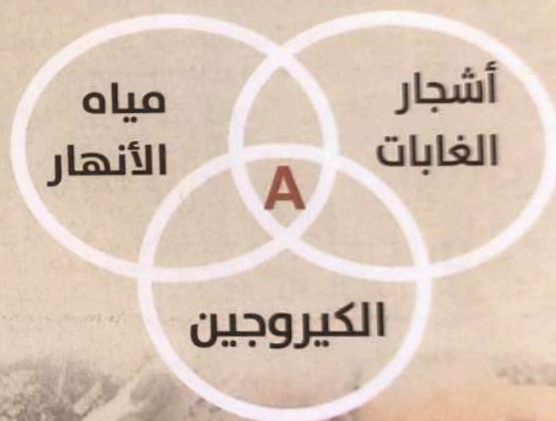 أشجار
الغابات
مياه
الأنهار
A
الكيروجين